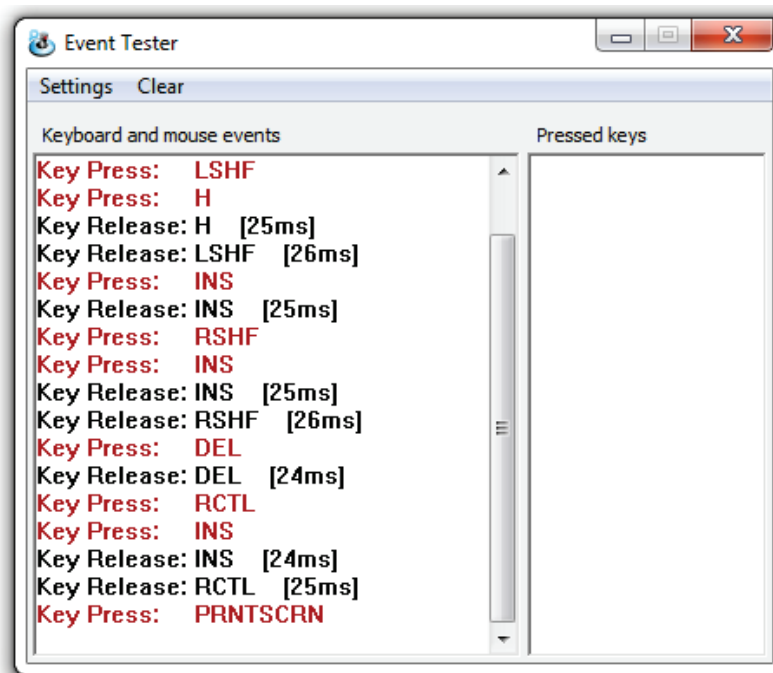 Event Tester
Settings Clear
Keyboard and mouse events
Pressed keys
Key Press: LSHF
Key Press: H
Key Release: H [25ms]
Key Release: LSHF [26ms]
Key Press: INS
Key Release: INS [25ms]
Key Press: RSHF
Key Press: INS
Key Release: INS [25ms]
Key Release: RSHF [26ms]
Key Press: DEL
Key Release: DEL [24ms]
Key Press: RCTL
Key Press: INS
Key Release: INS [24ms]
Key Release: RCTL [25ms]
Key Press: PRNTSCRN